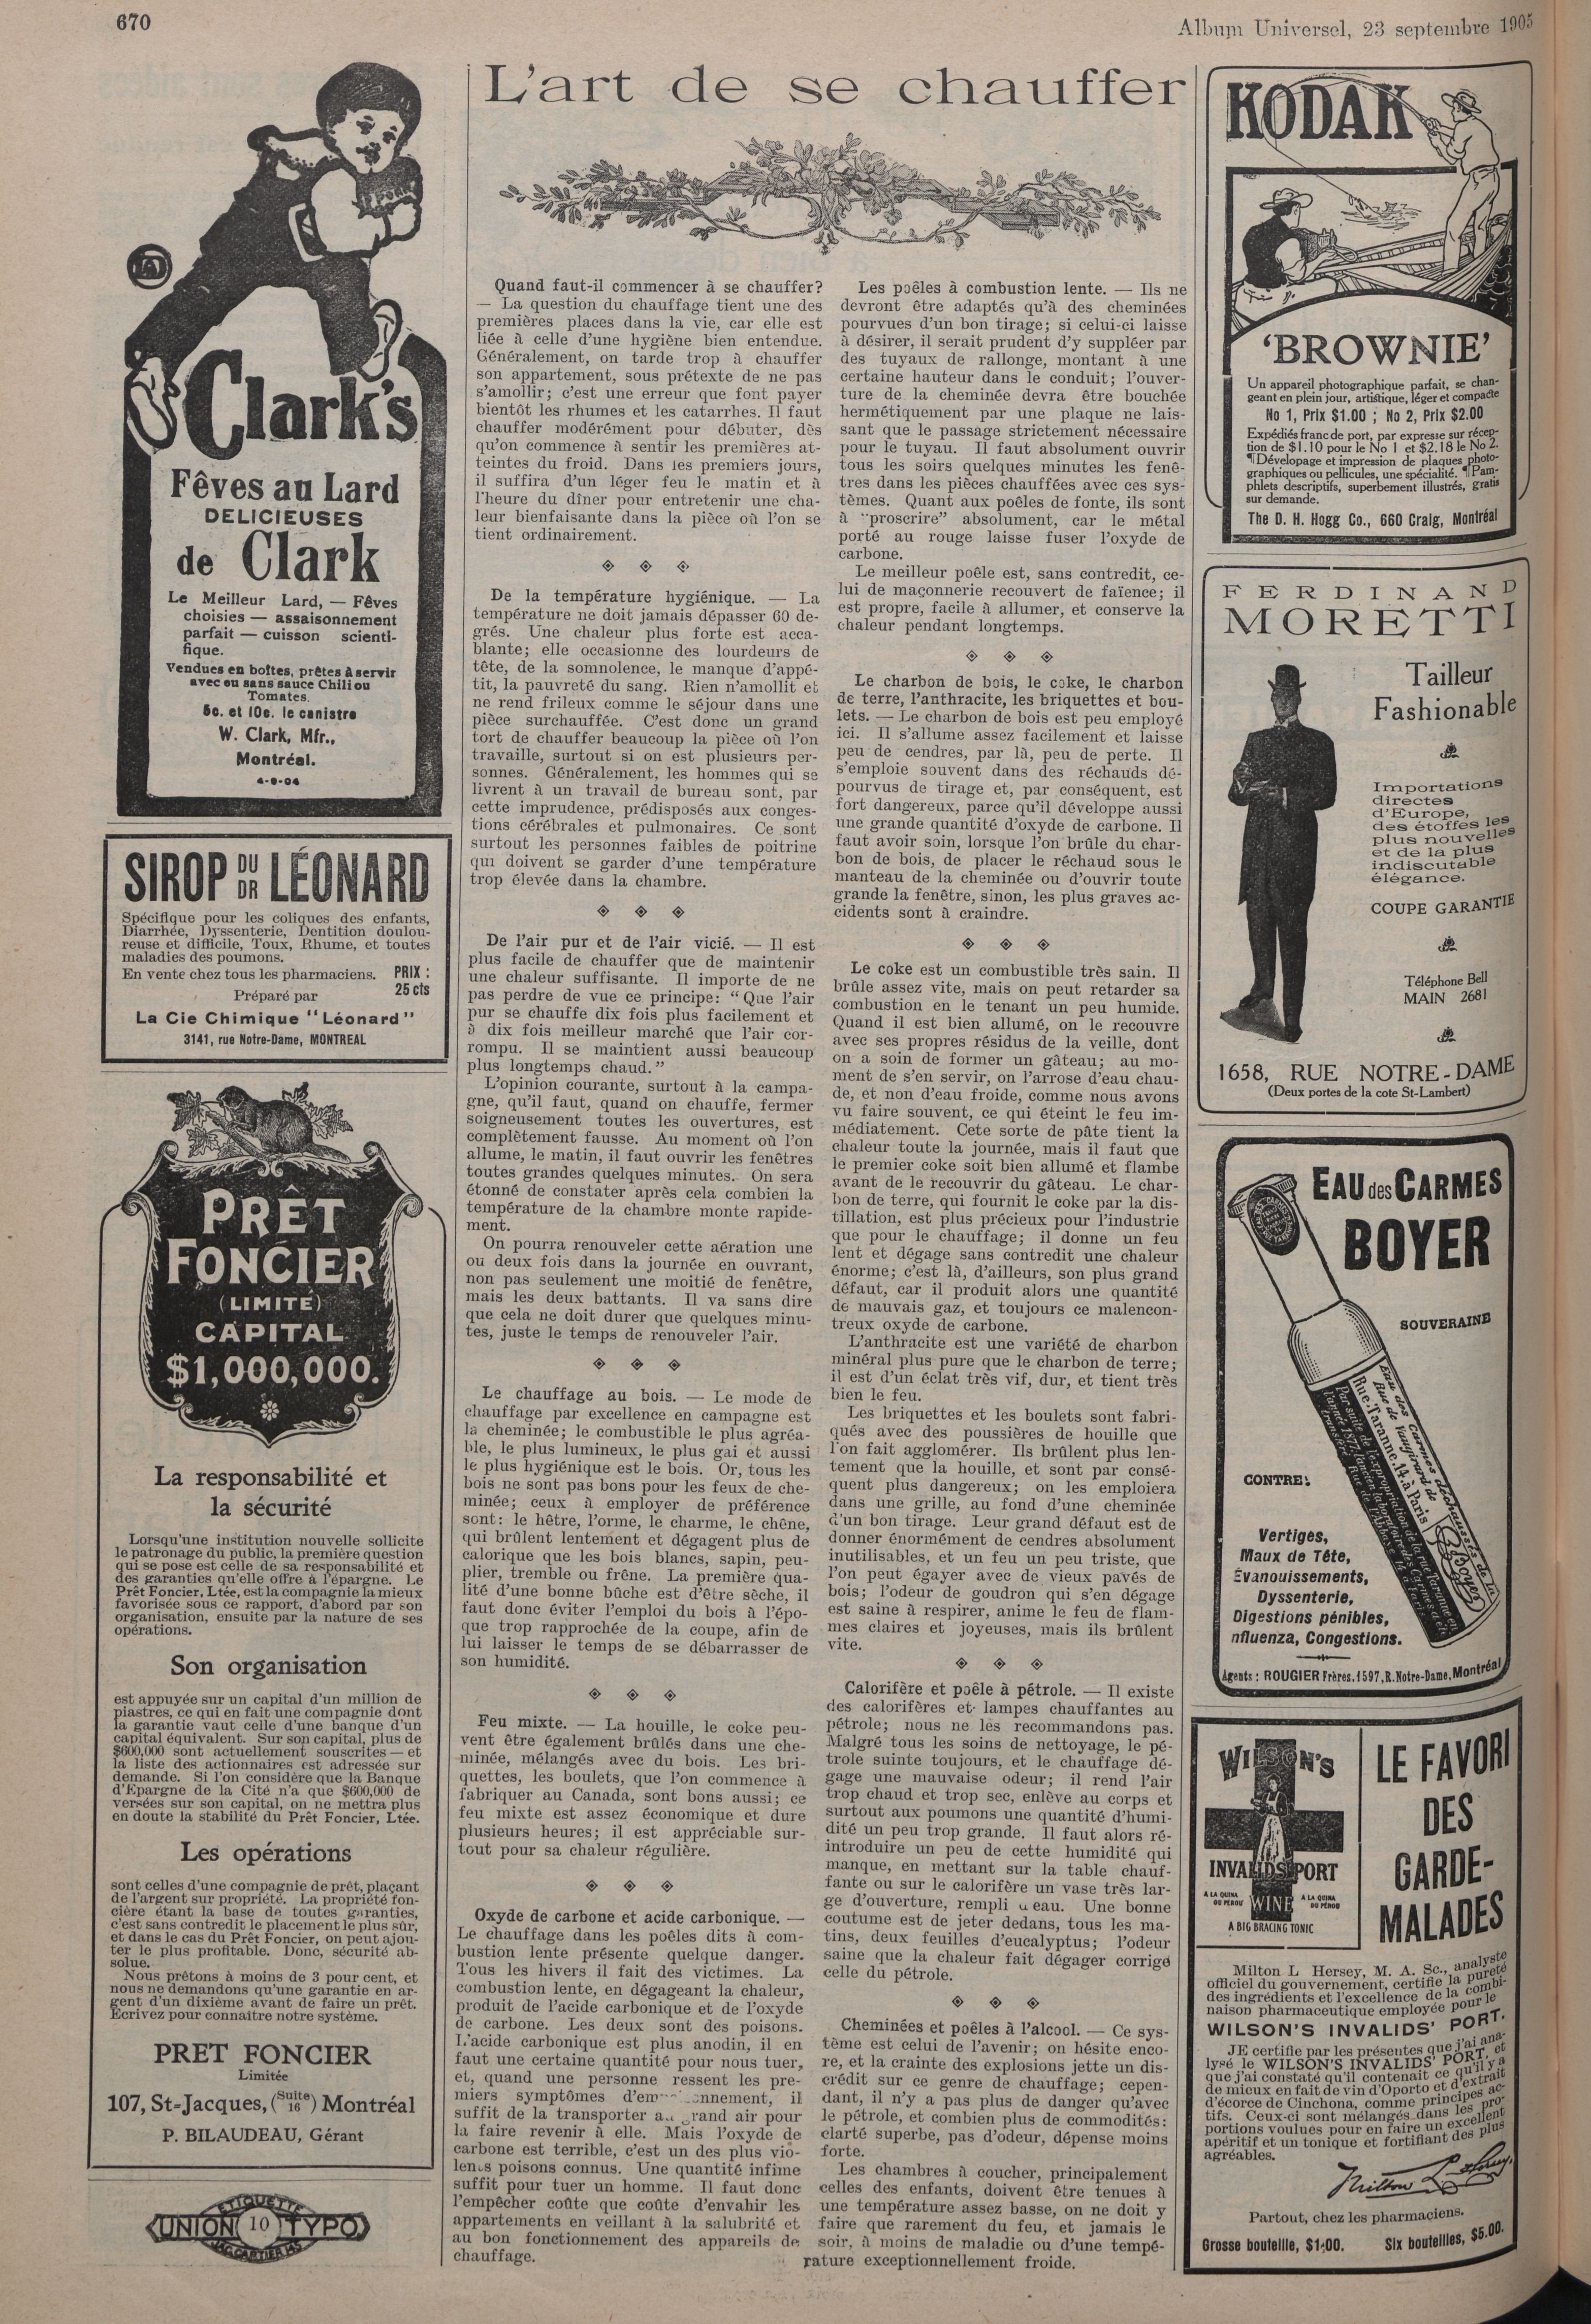 670
Album Universel, 23 septembre 1905
PORK
Clark's
Fêves au Lard
DELICIEUSES
de Clark
Le Meilleur Lard, — Fêves
choisies — assaisonnement
parfait — cuisson scienti-
fique.
Vendues en boîtes, prêtes à servir
avec ou sans sauce Chili ou
Tomates.
5c. et 10c. le canistre
W. Clark, Mfr.,
Montréal.
4-9-04
SIROP DU DR LÉONARD
Spécifique pour les coliques des enfants,
Diarrhée, Dyssenterie, Dentition doulou-
reuse et difficile, Toux, Rhume, et toutes
maladies des poumons.
En vente chez tous les pharmaciens.
PRIX :
25 cts
Préparé par
La Cie Chimique "Léonard"
3141, rue Notre-Dame, MONTREAL
PRÊT
FONCIER
(LIMITÉ)
CAPITAL
$1,000,000.
La responsabilité et
la sécurité
Lorsqu'une institution nouvelle sollicite
le patronage du public, la première question
qui se pose est celle de sa responsabilité et
des garanties qu'elle offre à l'épargne. Le
Prêt Foncier, Ltée, est la compagnie la mieux
favorisée sous ce rapport, d'abord par son
organisation, ensuite par la nature de ses
opérations.
Son organisation
est appuyée sur un capital d'un million de
piastres, ce qui en fait une compagnie dont
la garantie vaut celle d'une banque d'un
capital équivalent. Sur son capital, plus de
$600,000 sont actuellement souscrites — et
la liste des actionnaires est adressée sur
demande. Si l'on considère que la Banque
d'Epargne de la Cité n'a que $600,000 de
versées sur son capital, on ne mettra plus
en doute la stabilité du Prêt Foncier, Ltée.
Les opérations
sont celles d'une compagnie de prêt, plaçant
de l'argent sur propriété. La propriété fon-
cière étant la base de toutes garanties,
c'est sans contredit le placement le plus sûr,
et dans le cas du Prêt Foncier, on peut ajou-
ter le plus profitable. Donc, sécurité ab-
solue.
Nous prêtons à moins de 3 pour cent, et
nous ne demandons qu'une garantie en ar-
gent d'un dixième avant de faire un prêt.
Ecrivez pour connaître notre système.
PRET FONCIER
Limitée
107, St-Jacques, (Suite 16) Montréal
P. BILAUDEAU, Gérant
ETIQUETTE
UNION 10 TYPO
JACQ CARTIER 145
L'art de se chauffer
Quand faut-il commencer à se chauffer?
— La question du chauffage tient une des
premières places dans la vie, car elle est
liée à celle d'une hygiène bien entendue.
Généralement, on tarde trop à chauffer
son appartement, sous prétexte de ne pas
s'amollir; c'est une erreur que font payer
bientôt les rhumes et les catarrhes. Il faut
chauffer modérément pour débuter, dès
qu'on commence à sentir les premières at-
teintes du froid. Dans les premiers jours,
il suffira d'un léger feu le matin et à
l'heure du dîner pour entretenir une cha-
leur bienfaisante dans la pièce où l'on se
tient ordinairement.
De la température hygiénique. — La
température ne doit jamais dépasser 60 de-
grés. Une chaleur plus forte est acca-
blante; elle occasionne des lourdeurs de
tête, de la somnolence, le manque d'appé-
tit, la pauvreté du sang. Rien n'amollit et
ne rend frileux comme le séjour dans une
pièce surchauffée. C'est donc un grand
tort de chauffer beaucoup la pièce où l'on
travaille, surtout si on est plusieurs per-
sonnes. Généralement, les hommes qui se
livrent à un travail de bureau sont, par
cette imprudence, prédisposés aux conges-
tions cérébrales et pulmonaires. Ce sont
surtout les personnes faibles de poitrine
qui doivent se garder d'une température
trop élevée dans la chambre.
De l'air pur et de l'air vicié. — Il est
plus facile de chauffer que de maintenir
une chaleur suffisante. Il importe de ne
pas perdre de vue ce principe: "Que l'air
pur se chauffe dix fois plus facilement et
à dix fois meilleur marché que l'air cor-
rompu. Il se maintient aussi beaucoup
plus longtemps chaud."
L'opinion courante, surtout à la campa-
gne, qu'il faut, quand on chauffe, fermer
soigneusement toutes les ouvertures, est
complètement fausse. Au moment où l'on
allume, le matin, il faut ouvrir les fenêtres
toutes grandes quelques minutes. On sera
étonné de constater après cela combien la
température de la chambre monte rapide-
ment.
On pourra renouveler cette aération une
ou deux fois dans la journée en ouvrant,
non pas seulement une moitié de fenêtre,
mais les deux battants. Il va sans dire
que cela ne doit durer que quelques minu-
tes, juste le temps de renouveler l'air.
Le chauffage au bois. — Le mode de
chauffage par excellence en campagne est
la cheminée; le combustible le plus agréa-
ble, le plus lumineux, le plus gai et aussi
le plus hygiénique est le bois. Or, tous les
bois ne sont pas bons pour les feux de che-
minée; ceux à employer de préférence
sont: le hêtre, l'orme, le charme, le chêne,
qui brûlent lentement et dégagent plus de
calorique que les bois blancs, sapin, peu-
plier, tremble ou frêne. La première qua-
lité d'une bonne bûche est d'être sèche, il
faut donc éviter l'emploi du bois à l'épo-
que trop rapprochée de la coupe, afin de
lui laisser le temps de se débarrasser de
son humidité.
Feu mixte. — La houille, le coke peu-
vent être également brûlés dans une che-
minée, mélangés avec du bois. Les bri-
quettes, les boulets, que l'on commence à
fabriquer au Canada, sont bons aussi; ce
feu mixte est assez économique et dure
plusieurs heures; il est appréciable sur-
tout pour sa chaleur régulière.
Oxyde de carbone et acide carbonique. —
Le chauffage dans les poêles dits à com-
bustion lente présente quelque danger.
Tous les hivers il fait des victimes. La
combustion lente, en dégageant la chaleur,
produit de l'acide carbonique et de l'oxyde
de carbone. Les deux sont des poisons.
L'acide carbonique est plus anodin, il en
faut une certaine quantité pour nous tuer,
et, quand une personne ressent les pre-
miers symptômes d'em onnement, il
suffit de la transporter au grand air pour
la faire revenir à elle. Mais l'oxyde de
carbone est terrible, c'est un des plus vio-
lents poisons connus. Une quantité infime
suffit pour tuer un homme. Il faut donc
l'empêcher coûte que coûte d'envahir les
appartements en veillant à la salubrité et
au bon fonctionnement des appareils de
chauffage.
Les poêles à combustion lente. — Ils ne
devront être adaptés qu'à des cheminées
pourvues d'un bon tirage; si celui-ci laisse
à désirer, il serait prudent d'y suppléer par
des tuyaux de rallonge, montant à une
certaine hauteur dans le conduit; l'ouver-
ture de la cheminée devra être bouchée
hermétiquement par une plaque ne lais-
sant que le passage strictement nécessaire
pour le tuyau. Il faut absolument ouvrir
tous les soirs quelques minutes les fenê-
tres dans les pièces chauffées avec ces sys-
tèmes. Quant aux poêles de fonte, ils sont
à "proscrire" absolument, car le métal
porté au rouge laisse fuser l'oxyde de
carbone.
Le meilleur poêle est, sans contredit, ce-
lui de maçonnerie recouvert de faïence; il
est propre, facile à allumer, et conserve la
chaleur pendant longtemps.
Le charbon de bois, le coke, le charbon
de terre, l'anthracite, les briquettes et bou-
lets. — Le charbon de bois est peu employé
ici. Il s'allume assez facilement et laisse
peu de cendres, par là, peu de perte. Il
s'emploie souvent dans des réchauds dé-
pourvus de tirage et, par conséquent, est
fort dangereux, parce qu'il développe aussi
une grande quantité d'oxyde de carbone. Il
faut avoir soin, lorsque l'on brûle du char-
bon de bois, de placer le réchaud sous le
manteau de la cheminée ou d'ouvrir toute
grande la fenêtre, sinon, les plus graves ac-
cidents sont à craindre.
Le coke est un combustible très sain. Il
brûle assez vite, mais on peut retarder sa
combustion en le tenant un peu humide.
Quand il est bien allumé, on le recouvre
avec ses propres résidus de la veille, dont
on a soin de former un gâteau; au mo-
ment de s'en servir, on l'arrose d'eau chau-
de, et non d'eau froide, comme nous avons
vu faire souvent, ce qui éteint le feu im-
médiatement. Cete sorte de pâte tient la
chaleur toute la journée, mais il faut que
le premier coke soit bien allumé et flambe
avant de le recouvrir du gâteau. Le char-
bon de terre, qui fournit le coke par la dis-
tillation, est plus précieux pour l'industrie
que pour le chauffage; il donne un feu
lent et dégage sans contredit une chaleur
énorme; c'est là, d'ailleurs, son plus grand
défaut, car il produit alors une quantité
de mauvais gaz, et toujours ce malencon-
treux oxyde de carbone.
L'anthracite est une variété de charbon
minéral plus pure que le charbon de terre;
il est d'un éclat très vif, dur, et tient très
bien le feu.
Les briquettes et les boulets sont fabri-
qués avec des poussières de houille que
l'on fait agglomérer. Ils brûlent plus len-
tement que la houille, et sont par consé-
quent plus dangereux; on les emploiera
dans une grille, au fond d'une cheminée
d'un bon tirage. Leur grand défaut est de
donner énormément de cendres absolument
inutilisables, et un feu un peu triste, que
l'on peut égayer avec de vieux pavés de
bois; l'odeur de goudron qui s'en dégage
est saine à respirer, anime le feu de flam-
mes claires et joyeuses, mais ils brûlent
vite.
Calorifère et poêle à pétrole. — Il existe
des calorifères et lampes chauffantes au
pétrole; nous ne les recommandons pas.
Malgré tous les soins de nettoyage, le pé-
trole suinte toujours, et le chauffage dé-
gage une mauvaise odeur; il rend l'air
trop chaud et trop sec, enlève au corps et
surtout aux poumons une quantité d'humi-
dité un peu trop grande. Il faut alors ré-
introduire un peu de cette humidité qui
manque, en mettant sur la table chauf-
fante ou sur le calorifère un vase très lar-
ge d'ouverture, rempli d'eau. Une bonne
coutume est de jeter dedans, tous les ma-
tins, deux feuilles d'eucalyptus; l'odeur
saine que la chaleur fait dégager corrige
celle du pétrole.
Cheminées et poêles à l'alcool. — Ce sys-
tème est celui de l'avenir; on hésite enco-
re, et la crainte des explosions jette un dis-
crédit sur ce genre de chauffage; cepen-
dant, il n'y a pas plus de danger qu'avec
le pétrole, et combien plus de commodités:
clarté superbe, pas d'odeur, dépense moins
forte.
Les chambres à coucher, principalement
celles des enfants, doivent être tenues à
une température assez basse, on ne doit y
faire que rarement du feu, et jamais le
soir, à moins de maladie ou d'une tempé-
rature exceptionnellement froide.
KODAK
'BROWNIE'
Un appareil photographique parfait, se chan-
geant en plein jour, artistique, léger et compacte
No 1, Prix $1.00 ; No 2, Prix $2.00
Expédiés franc de port, par expresse sur récep-
tion de $1.10 pour le No 1 et $2.18 le No 2.
¶Dévelopage et impression de plaques photo-
graphiques ou pellicules, une spécialité. ¶Pam-
phlets descriptifs, superbement illustrés, gratis
sur demande.
The D. H. Hogg Co., 660 Craig, Montréal
FERDINAND
MORETTI
Tailleur
Fashionable
Importations
directes
d'Europe,
des étoffes les
plus nouvelles
et de la plus
indiscutable
élégance.
COUPE GARANTIE
Téléphone Bell
MAIN 2681
1658, RUE NOTRE-DAME
(Deux portes de la cote St-Lambert)
EAU des CARMES
BOYER
SOUVERAINE
Eau des Carmes déchaussés de la
Rue de Vaugirard de
Rue Taranne, 14, à Paris
Boyer
CONTRE:
Vertiges,
Maux de Tête,
Évanouissements,
Dyssenterie,
Digestions pénibles,
nfluenza, Congestions.
Agents : ROUGIER Frères, 1597, R. Notre-Dame, Montréal
WILSON'S
INVALIDS' PORT
A LA QUINA
DU PÉROU
WINE
A LA QUINA
DU PÉROU
A BIG BRACING TONIC
LE FAVORI
DES
GARDE-
MALADES
Milton L Hersey, M. A. Sc., analyste
officiel du gouvernement, certifie la pureté
des ingrédients et l'excellence de la combi-
naison pharmaceutique employée pour le
WILSON'S INVALIDS' PORT.
JE certifie par les présentes que j'ai ana-
lysé le WILSON'S INVALIDS' PORT, et
que j'ai constaté qu'il contenait ce qu'il y a
de mieux en fait de vin d'Oporto et d'extrait
d'écorce de Cinchona, comme principes ac-
tifs. Ceux-ci sont mélangés dans les pro-
portions voulues pour en faire un excellent
apéritif et un tonique et fortifiant des plus
agréables.
Milton L Hersey
Partout, chez les pharmaciens.
Grosse bouteille, $1.00. Six bouteilles, $5.00.